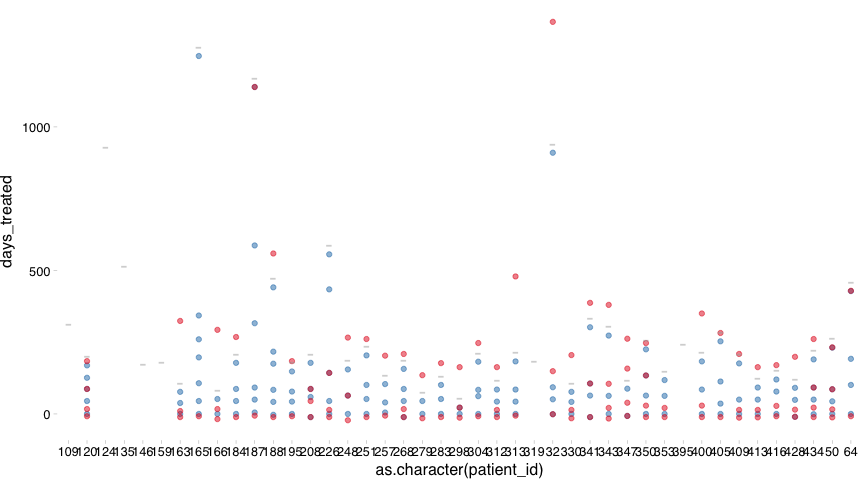 1000
500
0
days_treated
109 120 124 135 146 159 163 165 166 184 187 188 195 208 226 248 251 257 268 279 283 298 304 312 313 319 32 330 341 343 347 350 353 395 400 405 409 413 416 428 434 50 64
as.character(patient_id)